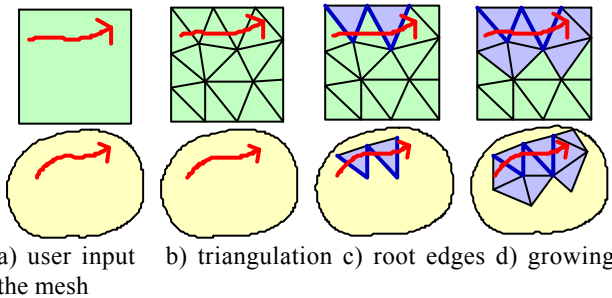 a) user input b) triangulation c) root edges d) growing
the mesh